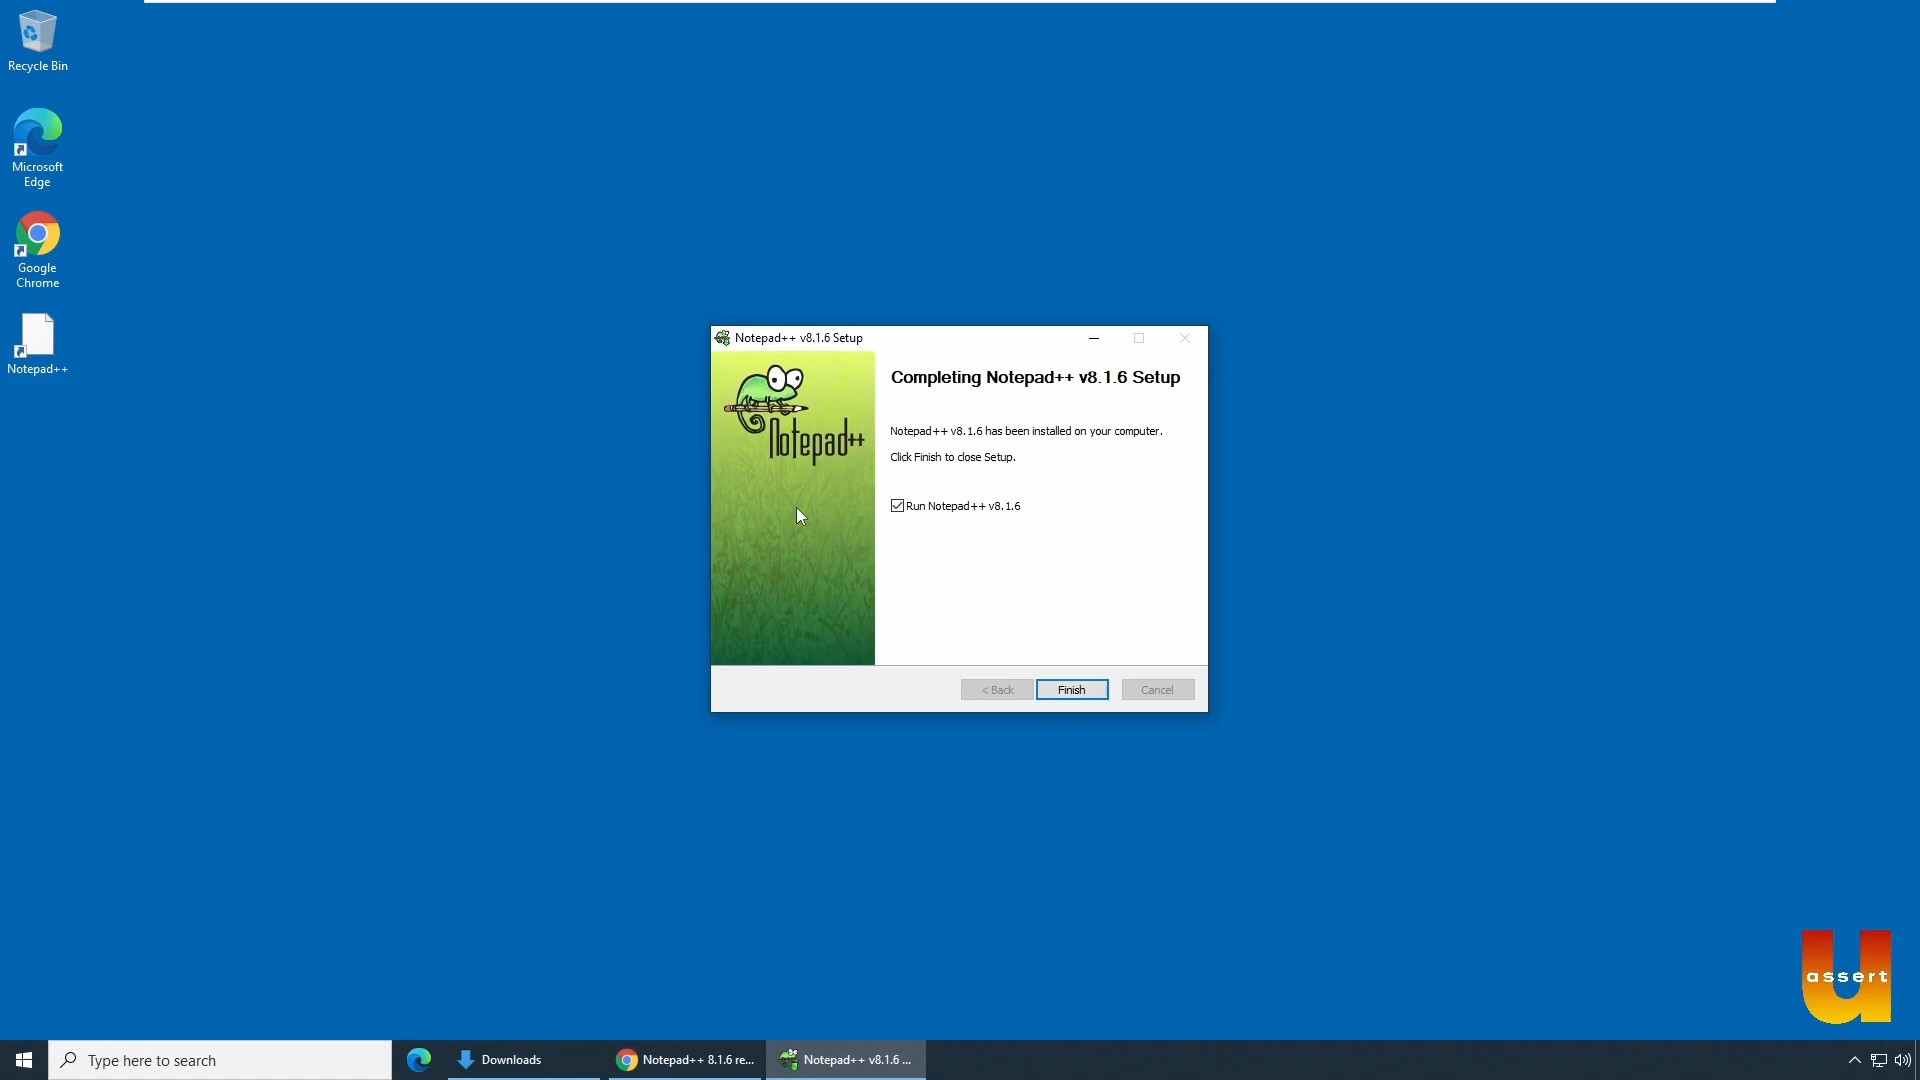 Recycle Bin
Microsoft
Edge
Google
Chrome
Notepad++
Notepad++ v8.1.6 Setup
Notepad++
Completing Notepad++ v8.1.6 Setup
Notepad++ v8.1.6 has been installed on your computer.
Click Finish to close Setup.
Run Notepad++ v8.1.6
< Back
Finish
Cancel
u
assert
Type here to search
Downloads
Notepad++ 8.1.6 re...
Notepad++ v8.1.6 ...